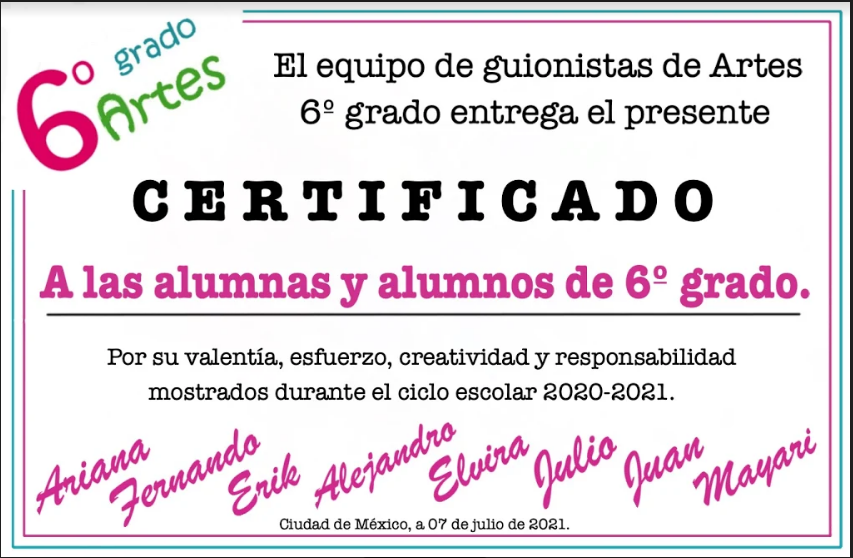 6º grado
Artes
El equipo de guionistas de Artes
6º grado entrega el presente
CERTIFICADO
A las alumnas y alumnos de 6º grado.
Por su valentía, esfuerzo, creatividad y responsabilidad
mostrados durante el ciclo escolar 2020-2021.
Ariana Fernando Erik Alejandro Elvira Julio Juan Mayari
Ciudad de México, a 07 de julio de 2021.